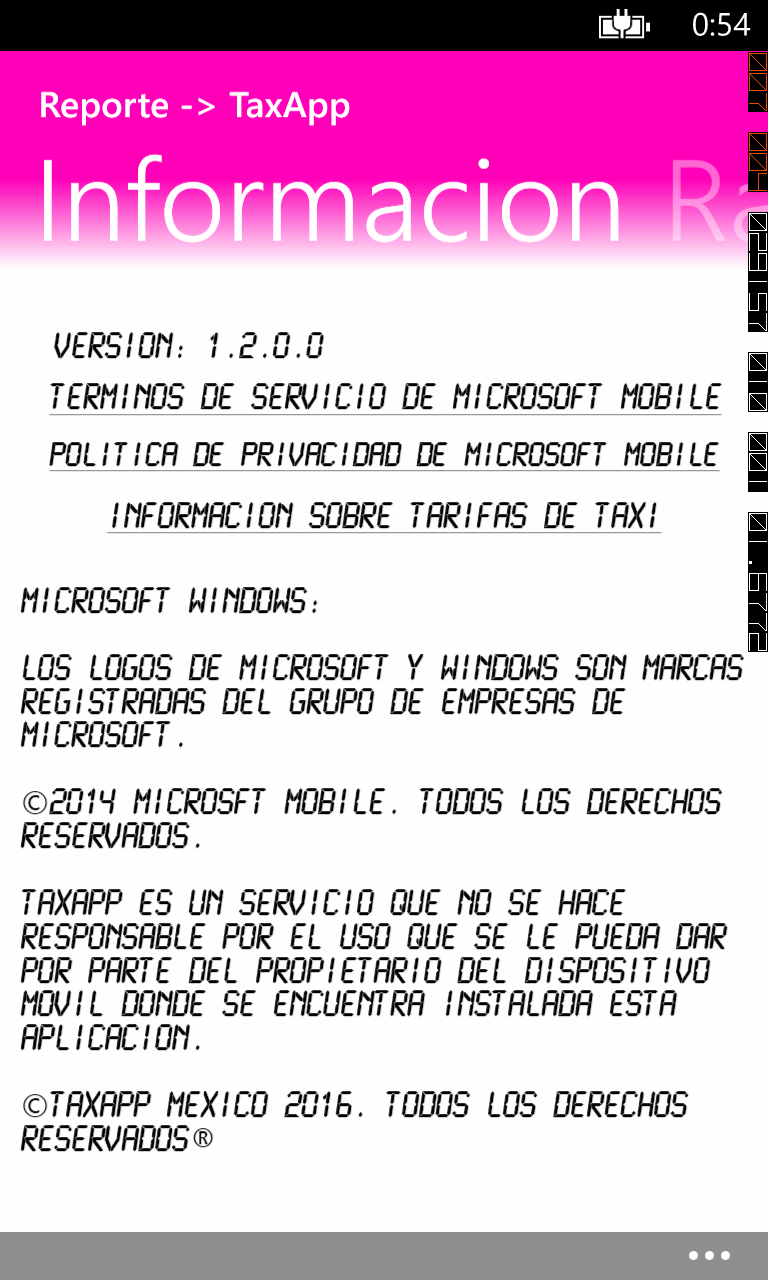 0:54
Reporte -> TaxApp
Informacion Ra
VERSION: 1.2.0.0
TERMINOS DE SERVICIO DE MICROSOFT MOBILE
POLITICA DE PRIVACIDAD DE MICROSOFT MOBILE
INFORMACION SOBRE TARIFAS DE TAXI
MICROSOFT WINDOWS:
LOS LOGOS DE MICROSOFT Y WINDOWS SON MARCAS
REGISTRADAS DEL GRUPO DE EMPRESAS DE
MICROSOFT.
©2014 MICROSFT MOBILE. TODOS LOS DERECHOS
RESERVADOS.
TAXAPP ES UN SERVICIO QUE NO SE HACE
RESPONSABLE POR EL USO QUE SE LE PUEDA DAR
POR PARTE DEL PROPIETARIO DEL DISPOSITIVO
MOVIL DONDE SE ENCUENTRA INSTALADA ESTA
APLICACION.
©TAXAPP MEXICO 2016. TODOS LOS DERECHOS
RESERVADOS®